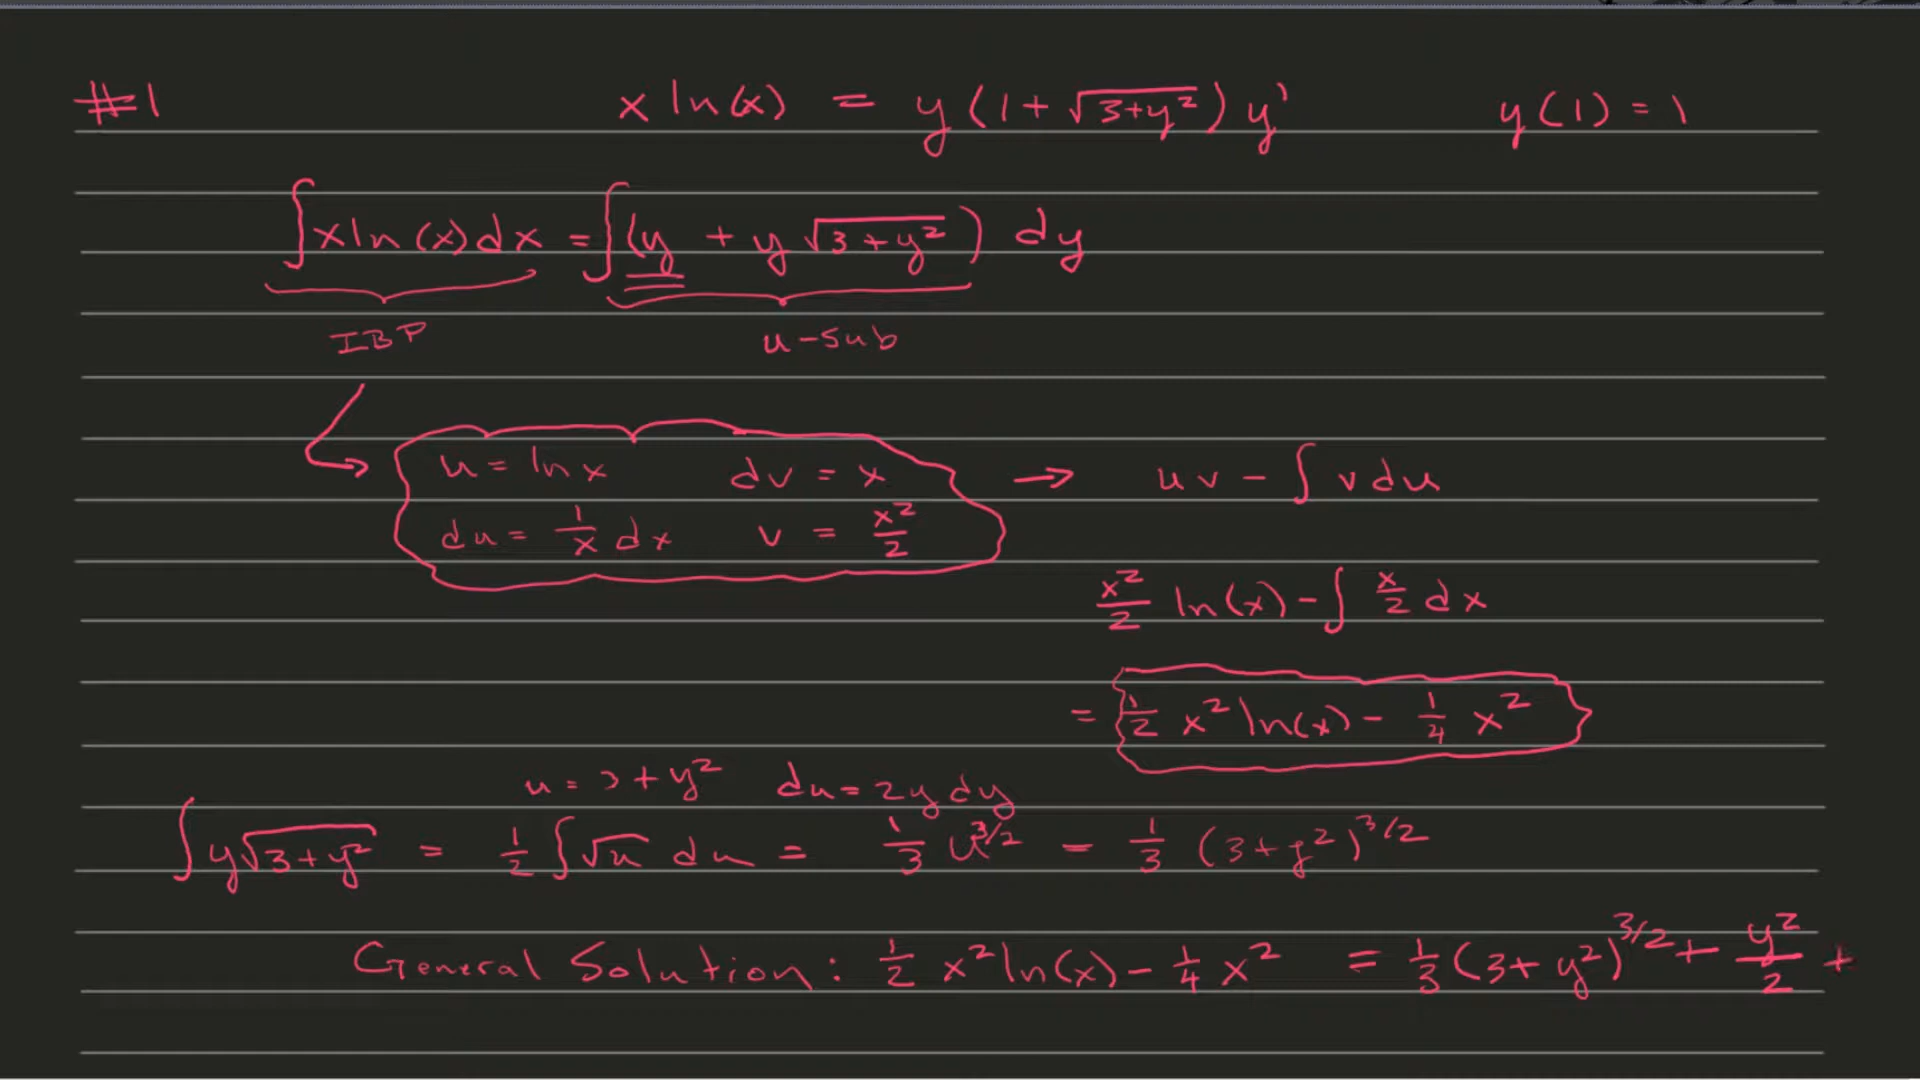 #1 x ln(x) = y(1+√(3+y²)) y' y(1) = 1
∫x ln(x)dx = ∫(y + y√(3+y²)) dy
IBP u-sub
u = ln x dv = x → uv - ∫v du
du = 1/x dx v = x²/2
x²/2 ln(x) - ∫ x/2 dx
= 1/2 x² ln(x) - 1/4 x²
u = 3+y² du = 2y dy
∫y√(3+y²) = 1/2 ∫√u du = 1/3 u^3/2 = 1/3 (3+y²)^3/2
General Solution: 1/2 x² ln(x) - 1/4 x² = 1/3 (3+y²)^3/2 + y²/2 +